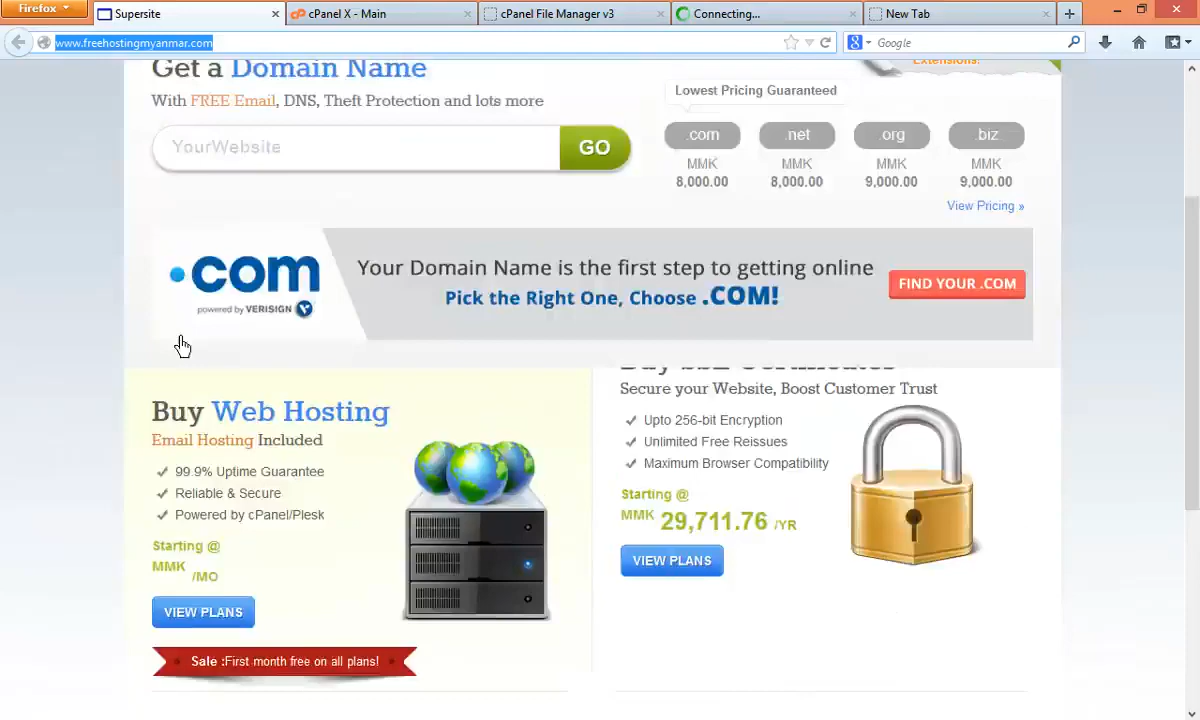 Firefox
Supersite
cPanel X - Main
cPanel File Manager v3
Connecting...
New Tab
www.freehostingmyanmar.com
Google
Get a Domain Name
Extensions!
With FREE Email, DNS, Theft Protection and lots more
Lowest Pricing Guaranteed
YourWebsite
GO
.com
.net
.org
.biz
MMK
MMK
MMK
MMK
8,000.00
8,000.00
9,000.00
9,000.00
View Pricing »
.com
powered by VERISIGN
Your Domain Name is the first step to getting online
Pick the Right One, Choose .COM!
FIND YOUR .COM
Buy Web Hosting
Email Hosting Included
99.9% Uptime Guarantee
Reliable & Secure
Powered by cPanel/Plesk
Starting @
MMK
/MO
VIEW PLANS
Sale :First month free on all plans!
Buy SSL Certificates
Secure your Website, Boost Customer Trust
Upto 256-bit Encryption
Unlimited Free Reissues
Maximum Browser Compatibility
Starting @
MMK 29,711.76 /YR
VIEW PLANS